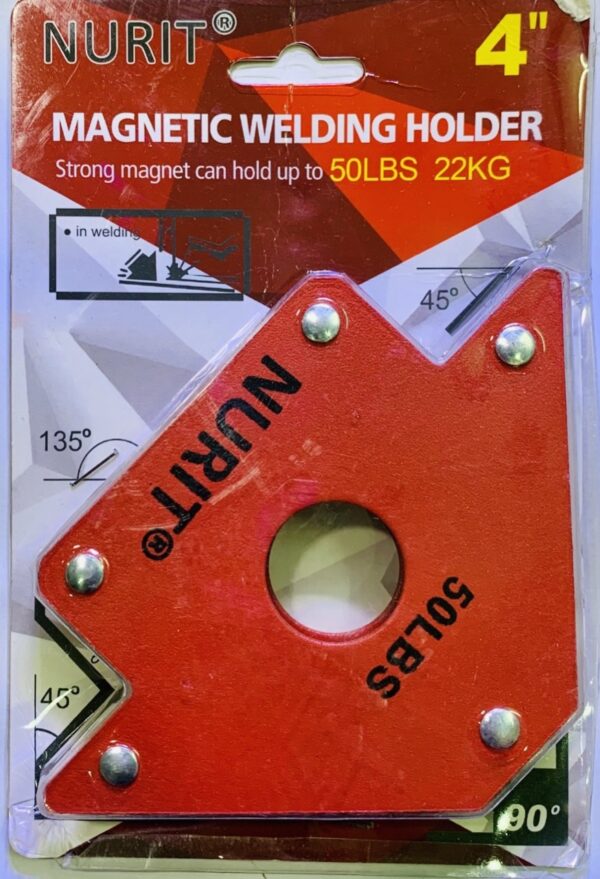 NURIT® 4"
MAGNETIC WELDING HOLDER
Strong magnet can hold up to 50LBS 22KG
• in welding
45°
135°
NURIT®
50LBS
45°
90°